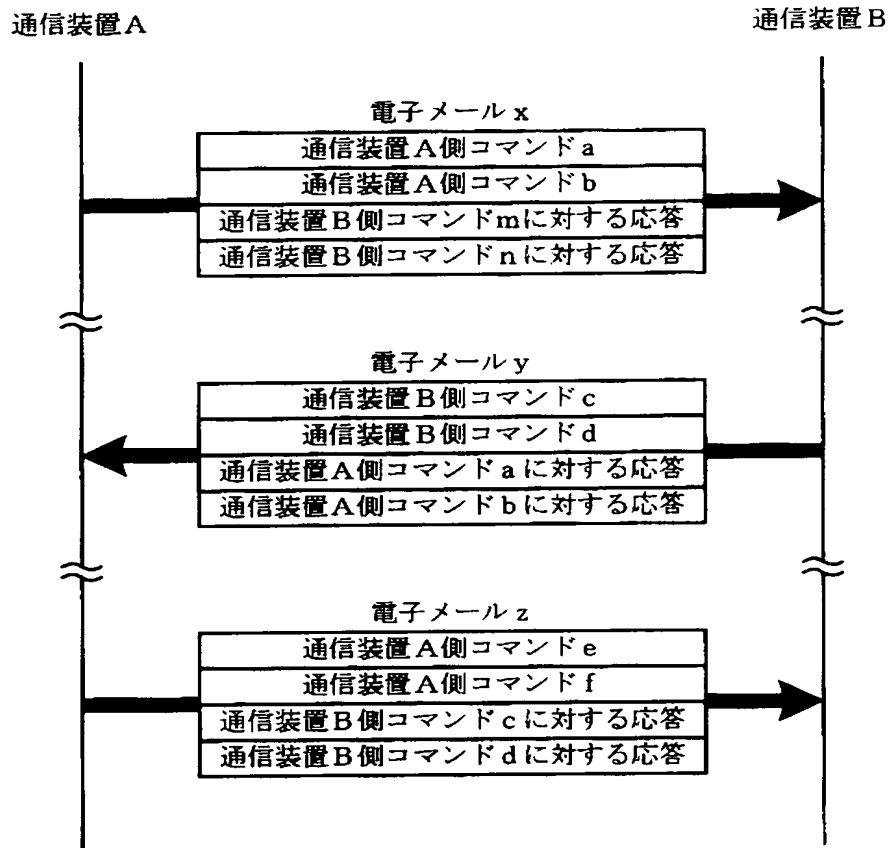 通信装置A
通信装置B
電子メールx
通信装置A側コマンドa
通信装置A側コマンドb
通信装置B側コマンドmに対する応答
通信装置B側コマンドnに対する応答
電子メールy
通信装置B側コマンドc
通信装置B側コマンドd
通信装置A側コマンドaに対する応答
通信装置A側コマンドbに対する応答
電子メールz
通信装置A側コマンドe
通信装置A側コマンドf
通信装置B側コマンドcに対する応答
通信装置B側コマンドdに対する応答